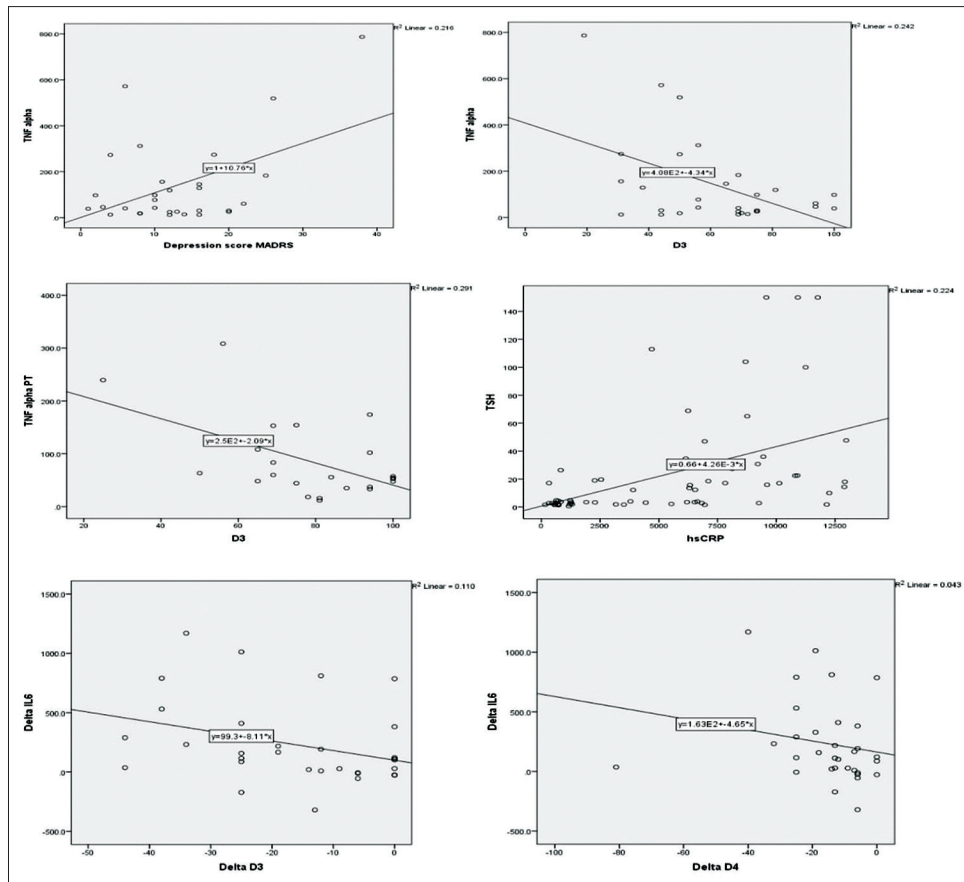 R² Linear = 0.216
800.0
600.0
400.0
200.0
.0
TNF alpha
y=1+10.76*x
0 10 20 30 40
Depression score MADRS
R² Linear = 0.242
800.0
600.0
400.0
200.0
.0
TNF alpha
y=4.08E2+-4.34*x
0 20 40 60 80 100
D3
R² Linear = 0.291
400.0
300.0
200.0
100.0
.0
TNF alpha PT
y=2.5E2+-2.09*x
20 40 60 80 100
D3
R² Linear = 0.224
140
120
100
80
60
40
20
0
TSH
y=0.66+4.26E-3*x
0 2500 5000 7500 10000 12500
hsCRP
R² Linear = 0.110
1500.0
1000.0
500.0
.0
-500.0
Delta IL6
y=99.3+-8.11*x
-50 -40 -30 -20 -10 0
Delta D3
R² Linear = 0.043
1500.0
1000.0
500.0
.0
-500.0
Delta IL6
y=1.63E2+-4.65*x
-100 -80 -60 -40 -20 0
Delta D4